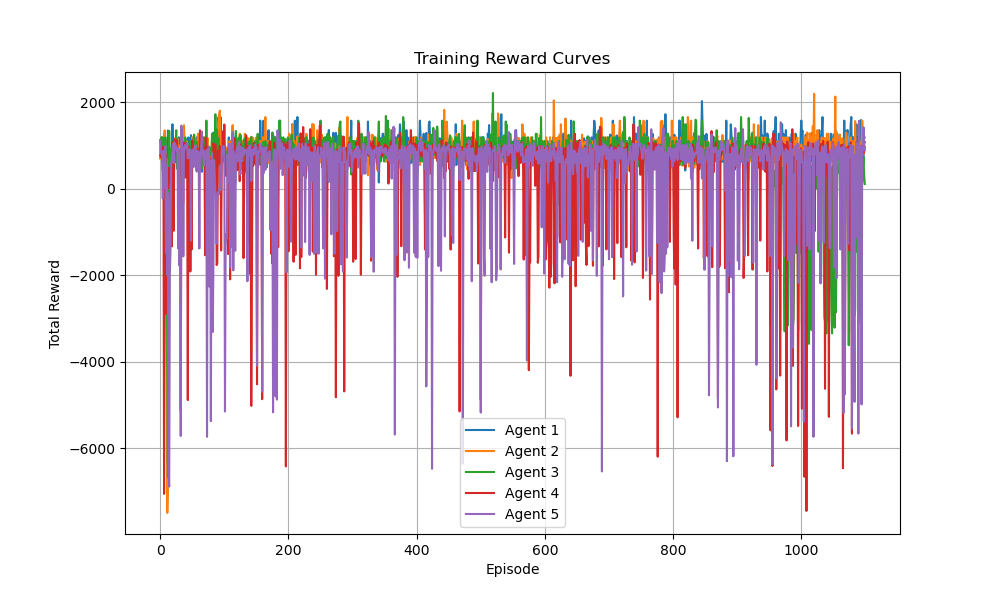 Training Reward Curves
Total Reward
2000
0
−2000
−4000
−6000
Agent 1
Agent 2
Agent 3
Agent 4
Agent 5
0 200 400 600 800 1000
Episode